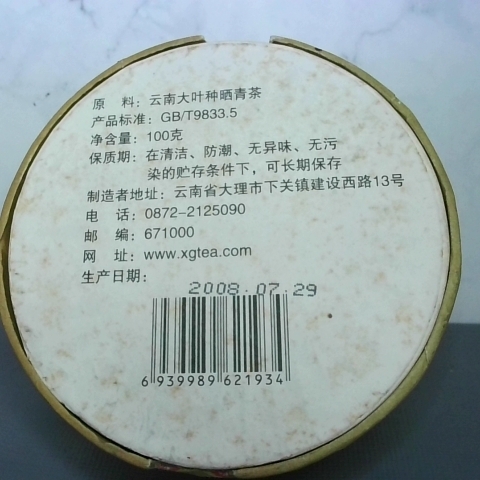 原　料：云南大叶种晒青茶
产品标准：GB/T9833.5
净含量：100克
保质期：在清洁、防潮、无异味、无污
染的贮存条件下，可长期保存
制造者地址：云南省大理市下关镇建设西路13号
电　话：0872-2125090
邮　编：671000
网　址：www.xgtea.com
生产日期：
2008.07.29
6 939989 621934